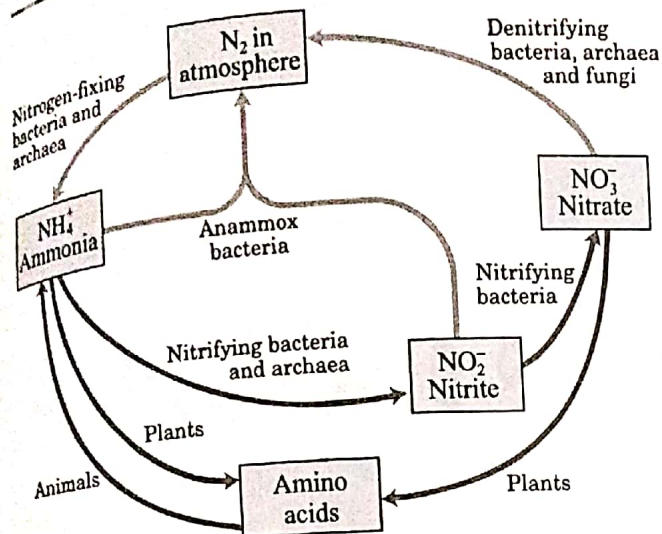 N₂ in
atmosphere
Denitrifying
bacteria, archaea
and fungi
Nitrogen-fixing
bacteria and
archaea
NO₃⁻
Nitrate
NH₄⁺
Ammonia
Anammox
bacteria
Nitrifying
bacteria
Nitrifying bacteria
and archaea
NO₂⁻
Nitrite
Plants
Animals
Amino
acids
Plants